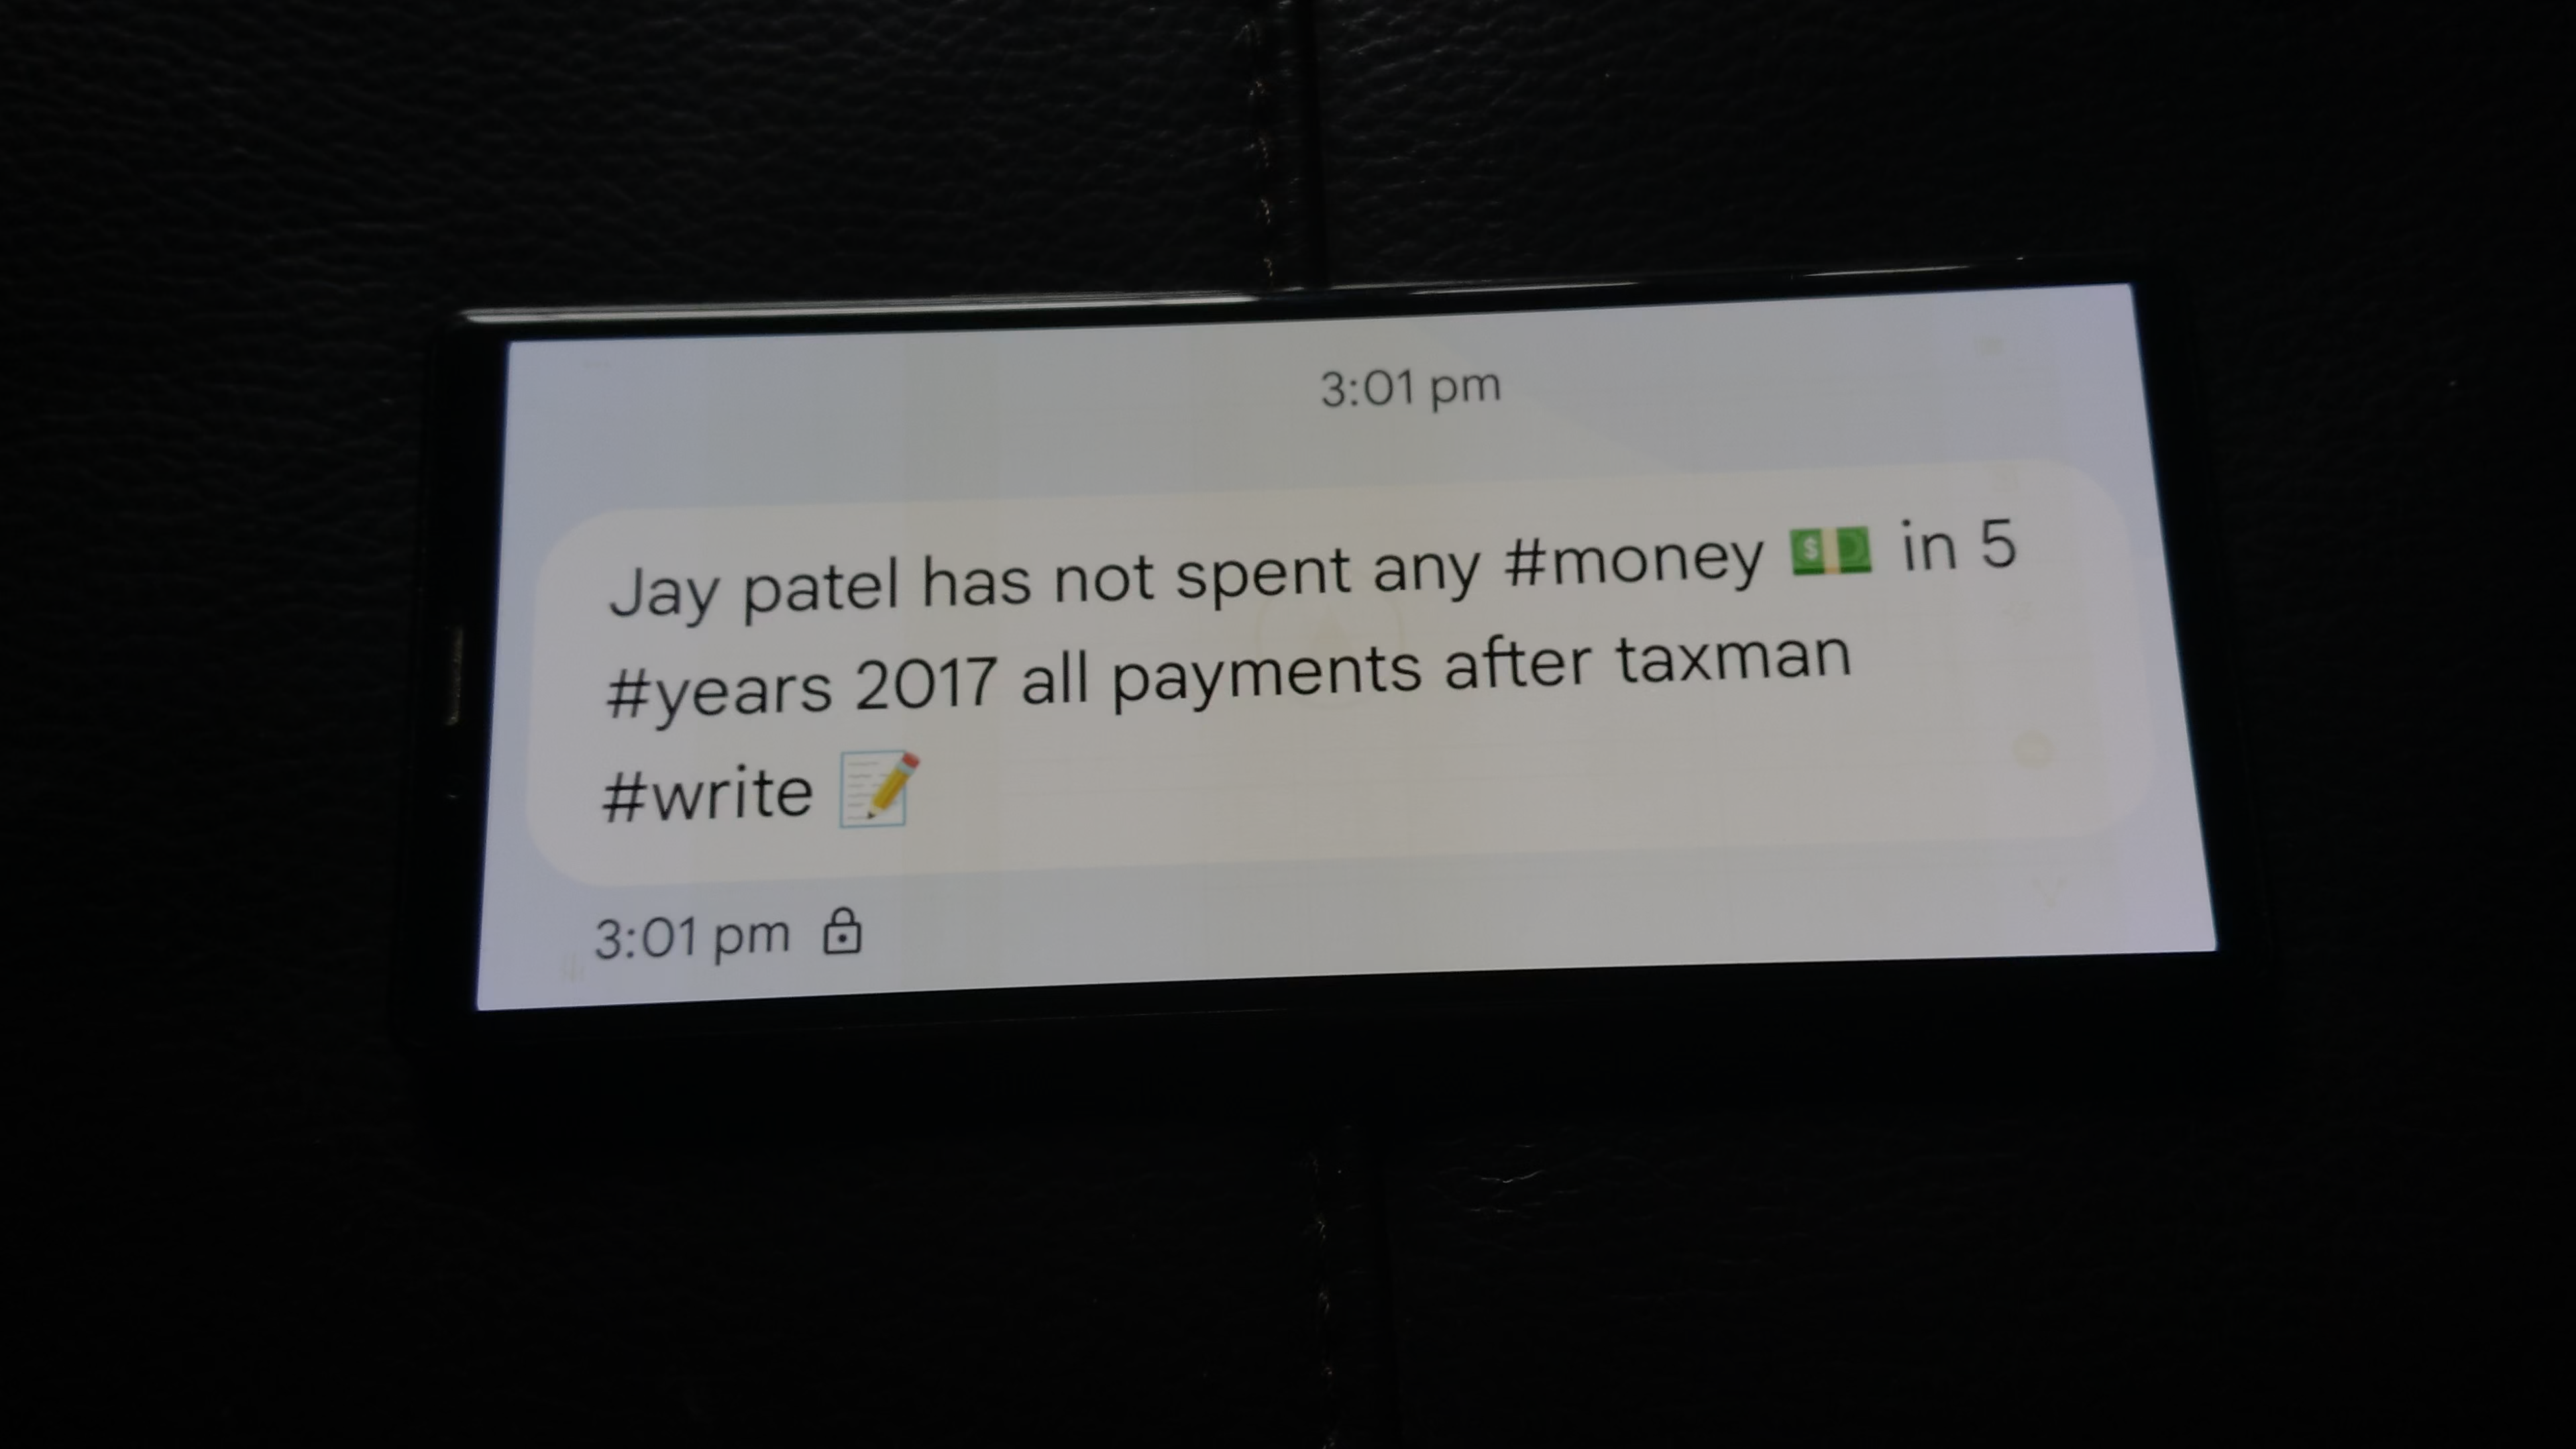 3:01 pm
Jay patel has not spent any #money 💵 in 5
#years 2017 all payments after taxman
#write 📝
3:01 pm